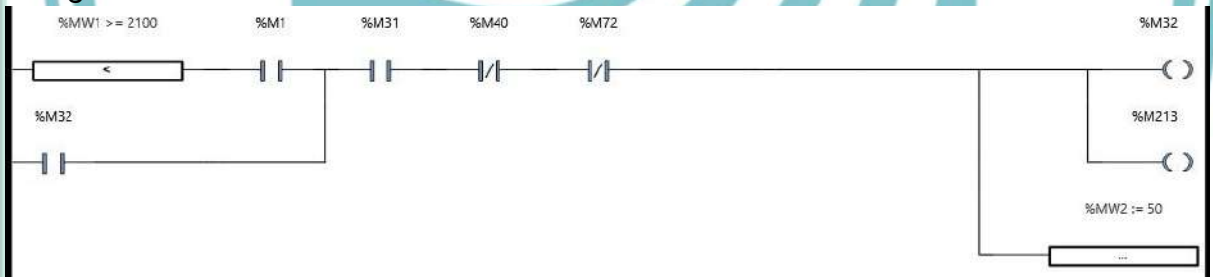 %MW1 >= 2100 %M1 %M31 %M40 %M72 %M32
<
%M32 %M213
%MW2 := 50
...